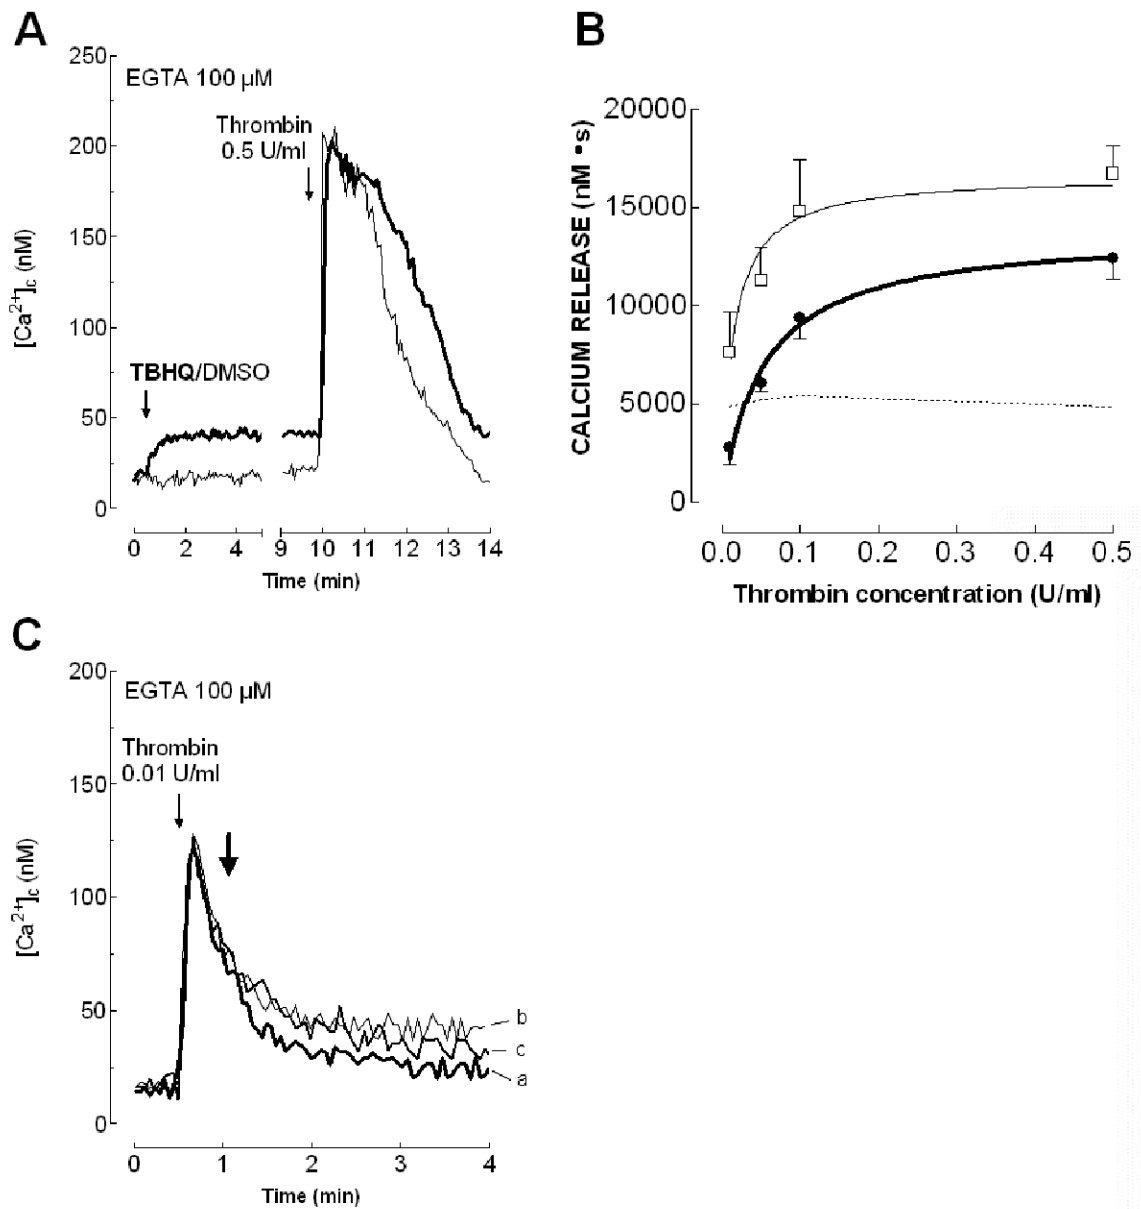 A
250
200
150
100
50
0
[Ca²⁺]c (nM)
EGTA 100 µM
Thrombin
0.5 U/ml
TBHQ/DMSO
0 2 4 9 10 11 12 13 14
Time (min)
B
20000
15000
10000
5000
0
CALCIUM RELEASE (nM •s)
0.0 0.1 0.2 0.3 0.4 0.5
Thrombin concentration (U/ml)
C
200
150
100
50
0
[Ca²⁺]c (nM)
EGTA 100 µM
Thrombin
0.01 U/ml
b
c
a
0 1 2 3 4
Time (min)